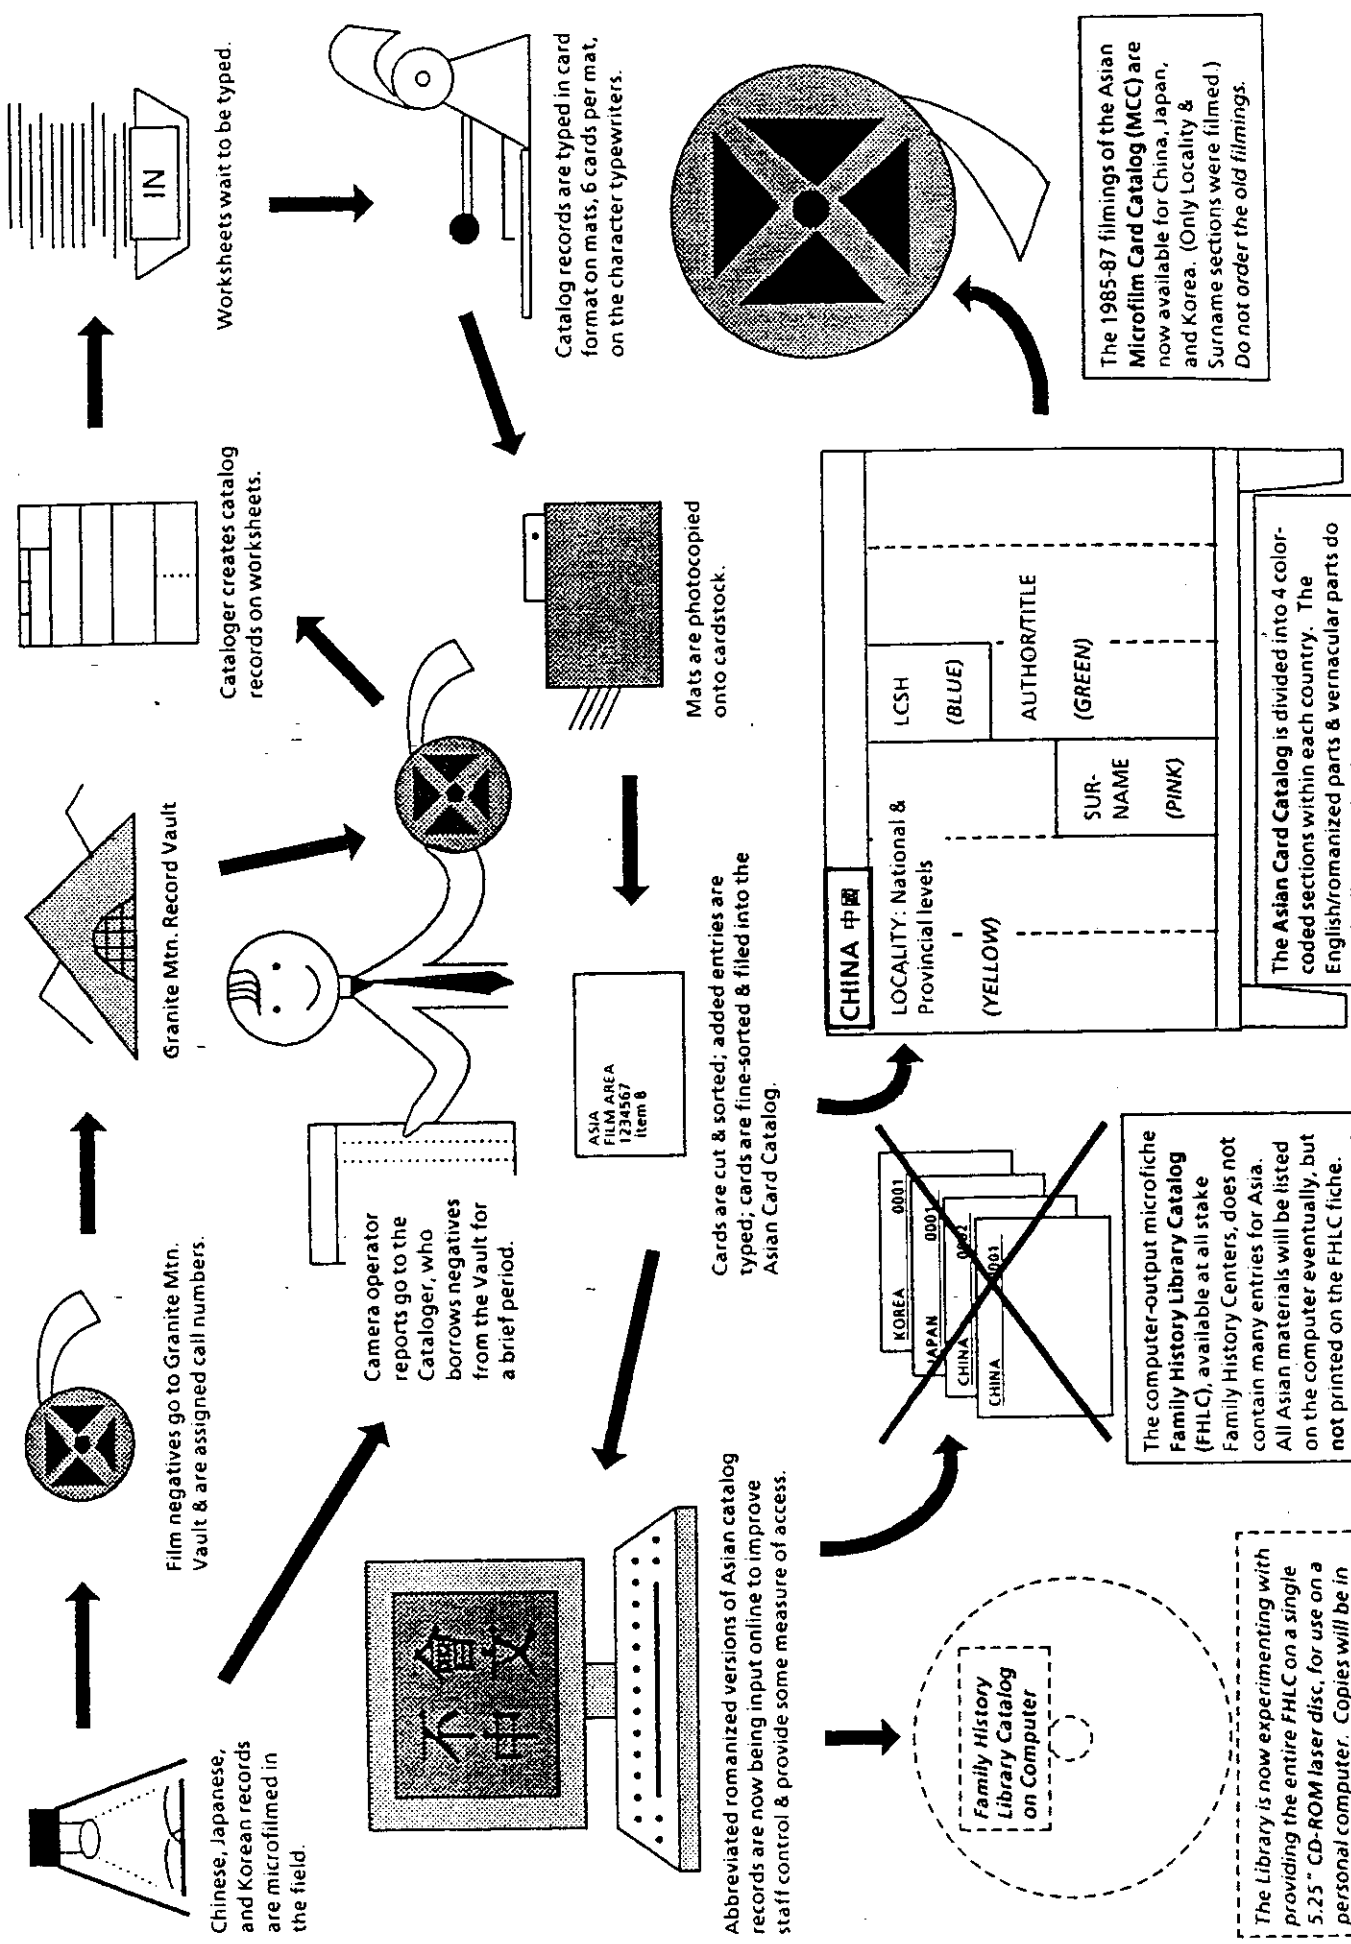 Chinese, Japanese,
and Korean records
are microfilmed in
the field.
Film negatives go to Granite Mtn.
Vault & are assigned call numbers.
Granite Mtn. Record Vault
Camera operator
reports go to the
Cataloger, who
borrows negatives
from the Vault for
a brief period.
Cataloger creates catalog
records on worksheets.
IN
Worksheets wait to be typed.
Catalog records are typed in card
format on mats, 6 cards per mat,
on the character typewriters.
Mats are photocopied
onto cardstock.
ASIA
FILM AREA
1234567
item 8
Cards are cut & sorted; added entries are
typed; cards are fine-sorted & filed into the
Asian Card Catalog.
不會
中文
Abbreviated romanized versions of Asian catalog
records are now being input online to improve
staff control & provide some measure of access.
Family History
Library Catalog
on Computer
The Library is now experimenting with
providing the entire FHLC on a single
5.25" CD-ROM laser disc, for use on a
personal computer. Copies will be in
KOREA 0001
JAPAN 0001
CHINA 0002
CHINA 0001
The computer-output microfiche
Family History Library Catalog
(FHLC), available at all stake
Family History Centers, does not
contain many entries for Asia.
All Asian materials will be listed
on the computer eventually, but
not printed on the FHLC fiche.
CHINA 中國
LOCALITY: National &
Provincial levels
(YELLOW)
SUR-
NAME
(PINK)
LCSH
(BLUE)
AUTHOR/TITLE
(GREEN)
The Asian Card Catalog is divided into 4 color-
coded sections within each country. The
English/romanized parts & vernacular parts do
The 1985-87 filmings of the Asian
Microfilm Card Catalog (MCC) are
now available for China, Japan,
and Korea. (Only Locality &
Surname sections were filmed.)
Do not order the old filmings.